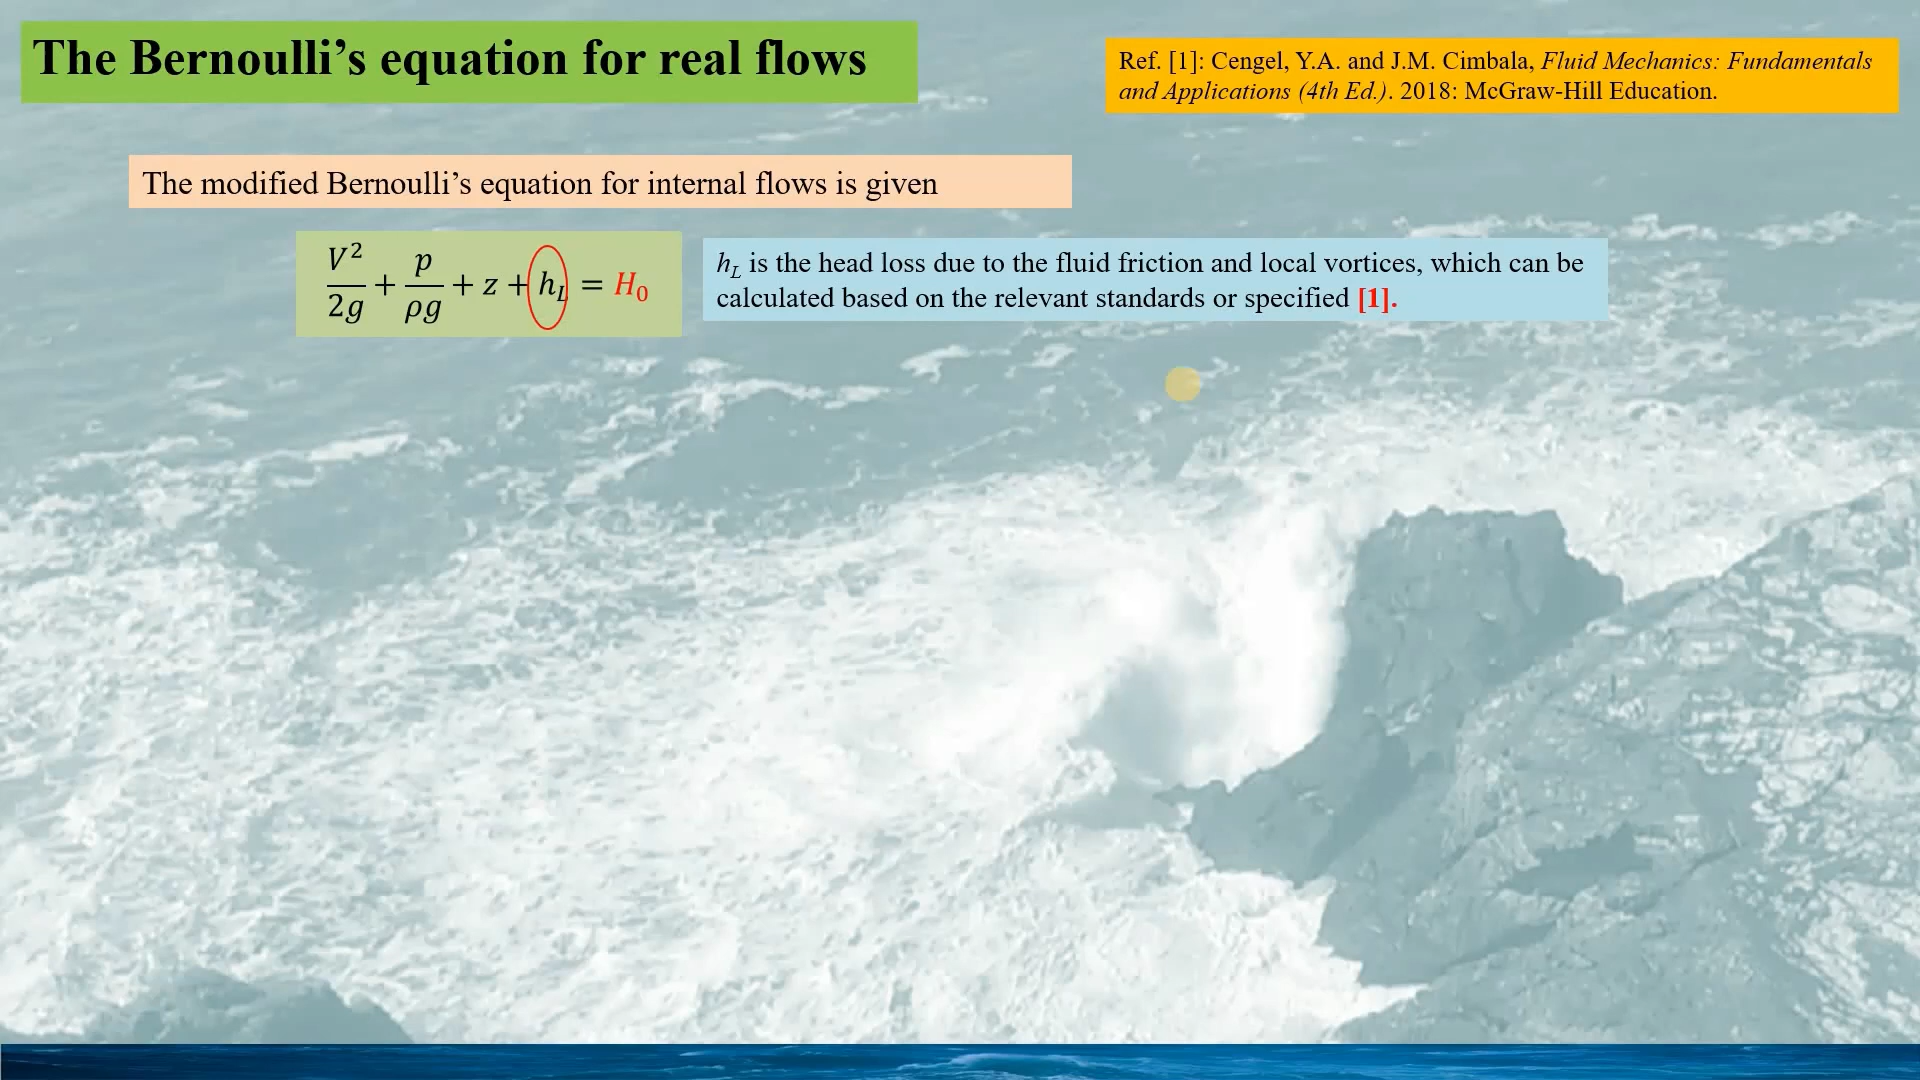 The Bernoulli’s equation for real flows
Ref. [1]: Cengel, Y.A. and J.M. Cimbala, Fluid Mechanics: Fundamentals
and Applications (4th Ed.). 2018: McGraw-Hill Education.
The modified Bernoulli’s equation for internal flows is given
V²/2g + p/ρg + z + h_L = H₀
h_L is the head loss due to the fluid friction and local vortices, which can be
calculated based on the relevant standards or specified [1].